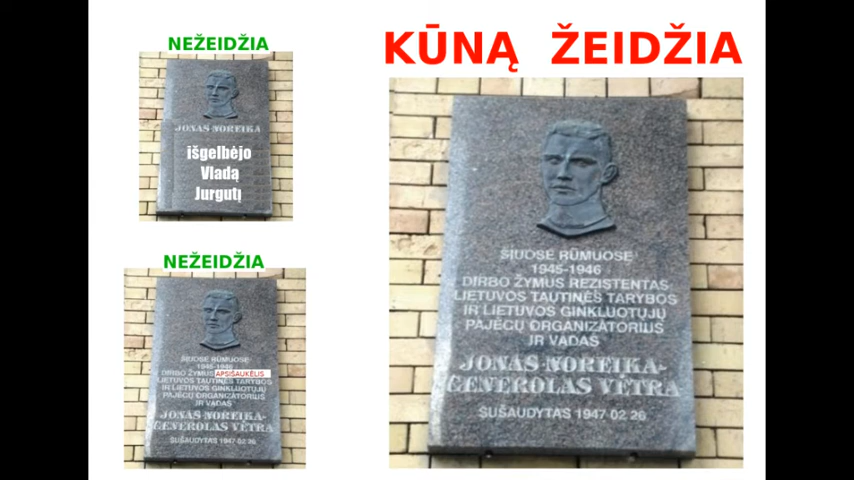 NEŽEIDŽIA
JONAS NOREIKA
išgelbėjo
Vladą
Jurgutį
NEŽEIDŽIA
ŠIUOSE RŪMUOSE
1945-1946
DIRBO ŽYMUS APSIŠAUKĖLIS
LIETUVOS TAUTINĖS TARYBOS
IR LIETUVOS GINKLUOTŲJŲ
PAJĖGŲ ORGANIZATORIUS
IR VADAS
JONAS NOREIKA-
GENEROLAS VĖTRA
SUŠAUDYTAS 1947 02 26
KŪNĄ ŽEIDŽIA
ŠIUOSE RŪMUOSE
1945-1946
DIRBO ŽYMUS REZISTENTAS
LIETUVOS TAUTINĖS TARYBOS
IR LIETUVOS GINKLUOTŲJŲ
PAJĖGŲ ORGANIZATORIUS
IR VADAS
JONAS NOREIKA-
GENEROLAS VĖTRA
SUŠAUDYTAS 1947 02 26